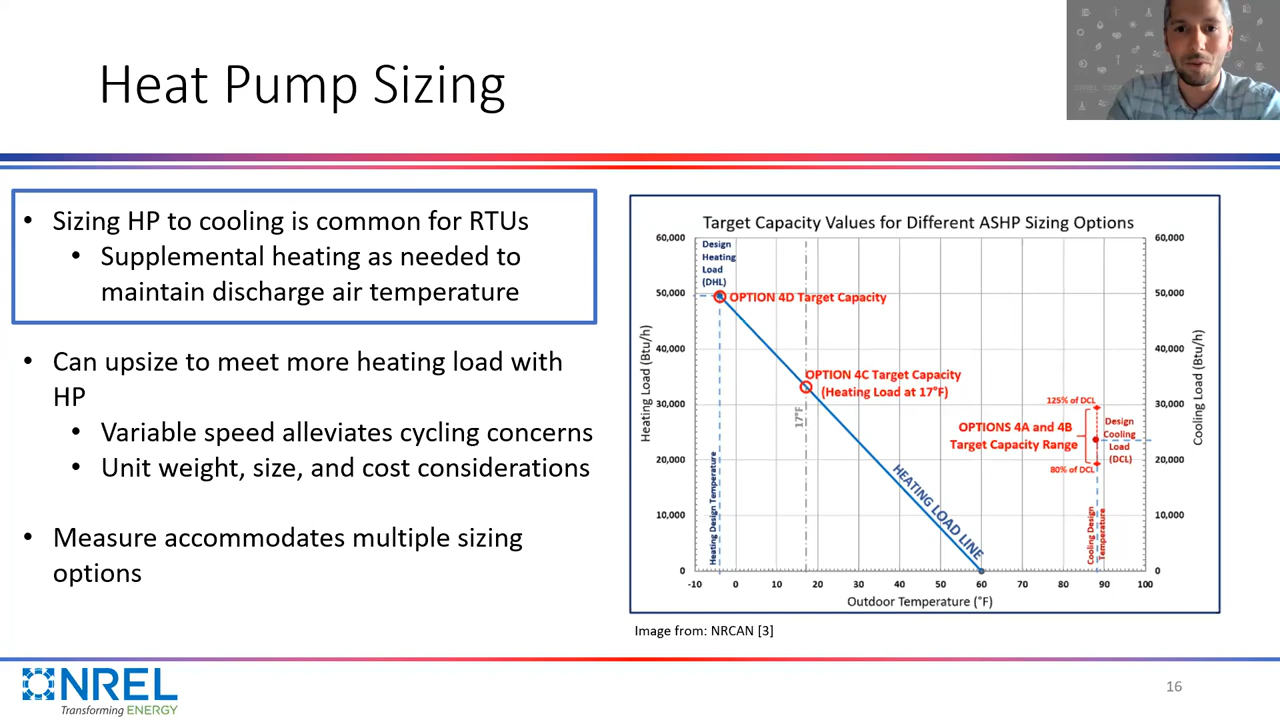 Heat Pump Sizing
• Sizing HP to cooling is common for RTUs
• Supplemental heating as needed to
maintain discharge air temperature
• Can upsize to meet more heating load with
HP
• Variable speed alleviates cycling concerns
• Unit weight, size, and cost considerations
• Measure accommodates multiple sizing
options
Target Capacity Values for Different ASHP Sizing Options
60,000
50,000
40,000
30,000
20,000
10,000
0
Heating Load (Btu/h)
Design
Heating
Load
(DHL)
OPTION 4D Target Capacity
OPTION 4C Target Capacity
(Heating Load at 17°F)
17°F
Heating Design Temperature
HEATING LOAD LINE
125% of DCL
OPTIONS 4A and 4B
Target Capacity Range
80% of DCL
Design
Cooling
Load
(DCL)
Cooling Design
Temperature
60,000
50,000
40,000
30,000
20,000
10,000
0
Cooling Load (Btu/h)
-10 0 10 20 30 40 50 60 70 80 90 100
Outdoor Temperature (°F)
Image from: NRCAN [3]
NREL
Transforming ENERGY
16